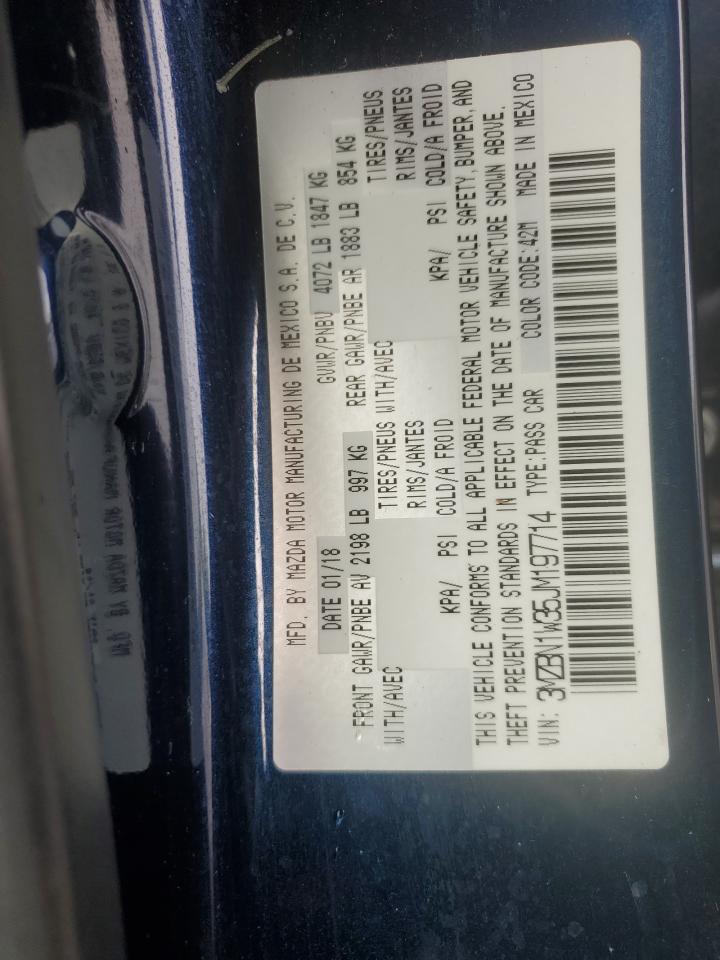 MFD. BY MAZDA MOTOR MANUFACTURING DE MEXICO S.A. DE C.V.
DATE 01/18 GVWR/PNBV 4072 LB 1847 KG
FRONT GAWR/PNBE AV 2198 LB 997 KG REAR GAWR/PNBE AR 1883 LB 854 KG
WITH/AVEC TIRES/PNEUS WITH/AVEC TIRES/PNEUS
RIMS/JANTES RIMS/JANTES
KPA/ PSI COLD/A FROID KPA/ PSI COLD/A FROID
THIS VEHICLE CONFORMS TO ALL APPLICABLE FEDERAL MOTOR VEHICLE SAFETY, BUMPER, AND
THEFT PREVENTION STANDARDS IN EFFECT ON THE DATE OF MANUFACTURE SHOWN ABOVE.
VIN: 3MZBN1W35JM197714 TYPE:PASS CAR COLOR CODE:42M MADE IN MEXICO